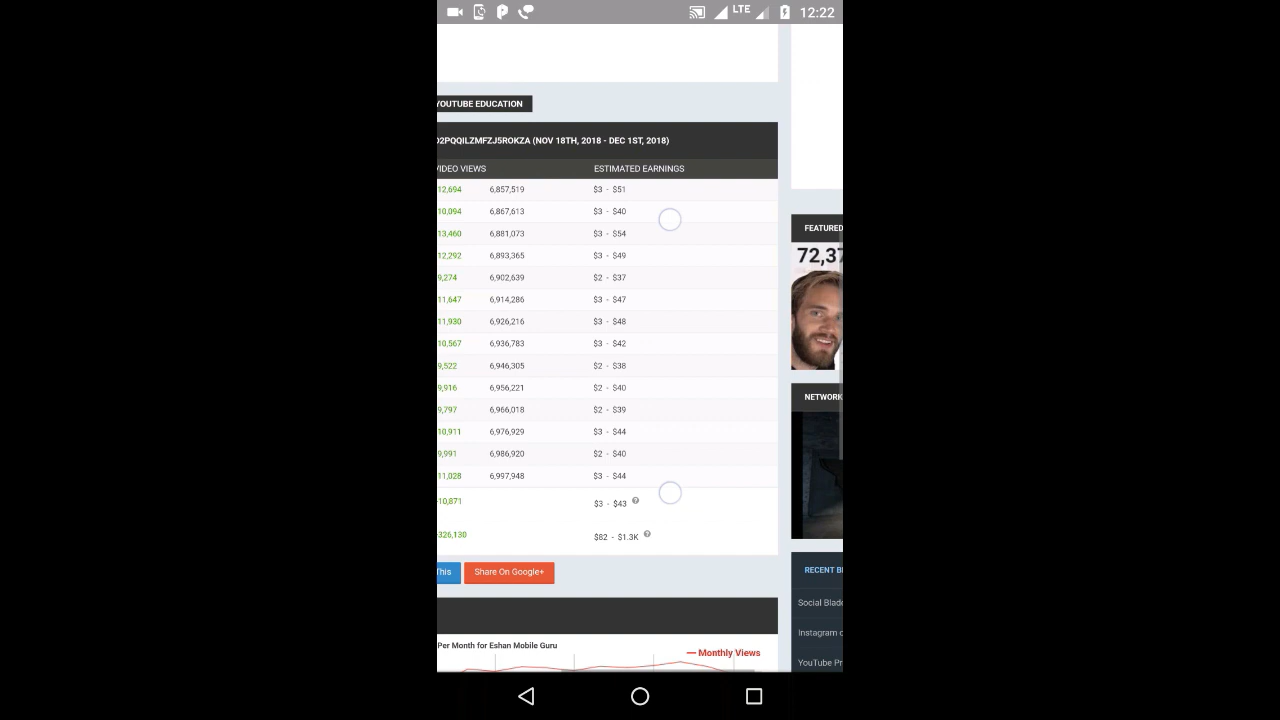 LTE 12:22
YOUTUBE EDUCATION
D2PQQILZMFZJ5ROKZA (NOV 18TH, 2018 - DEC 1ST, 2018)
VIDEO VIEWS ESTIMATED EARNINGS
12,694 6,857,519 $3 - $51
10,094 6,867,613 $3 - $40
13,460 6,881,073 $3 - $54
12,292 6,893,365 $3 - $49
9,274 6,902,639 $2 - $37
11,647 6,914,286 $3 - $47
11,930 6,926,216 $3 - $48
10,567 6,936,783 $3 - $42
9,522 6,946,305 $2 - $38
9,916 6,956,221 $2 - $40
9,797 6,966,018 $2 - $39
10,911 6,976,929 $3 - $44
9,991 6,986,920 $2 - $40
11,028 6,997,948 $3 - $44
10,871 $3 - $43
326,130 $82 - $1.3K
This Share On Google+
Per Month for Eshan Mobile Guru
Monthly Views
FEATURED
72,37
NETWORK
RECENT B
Social Blad
Instagram
YouTube Pr